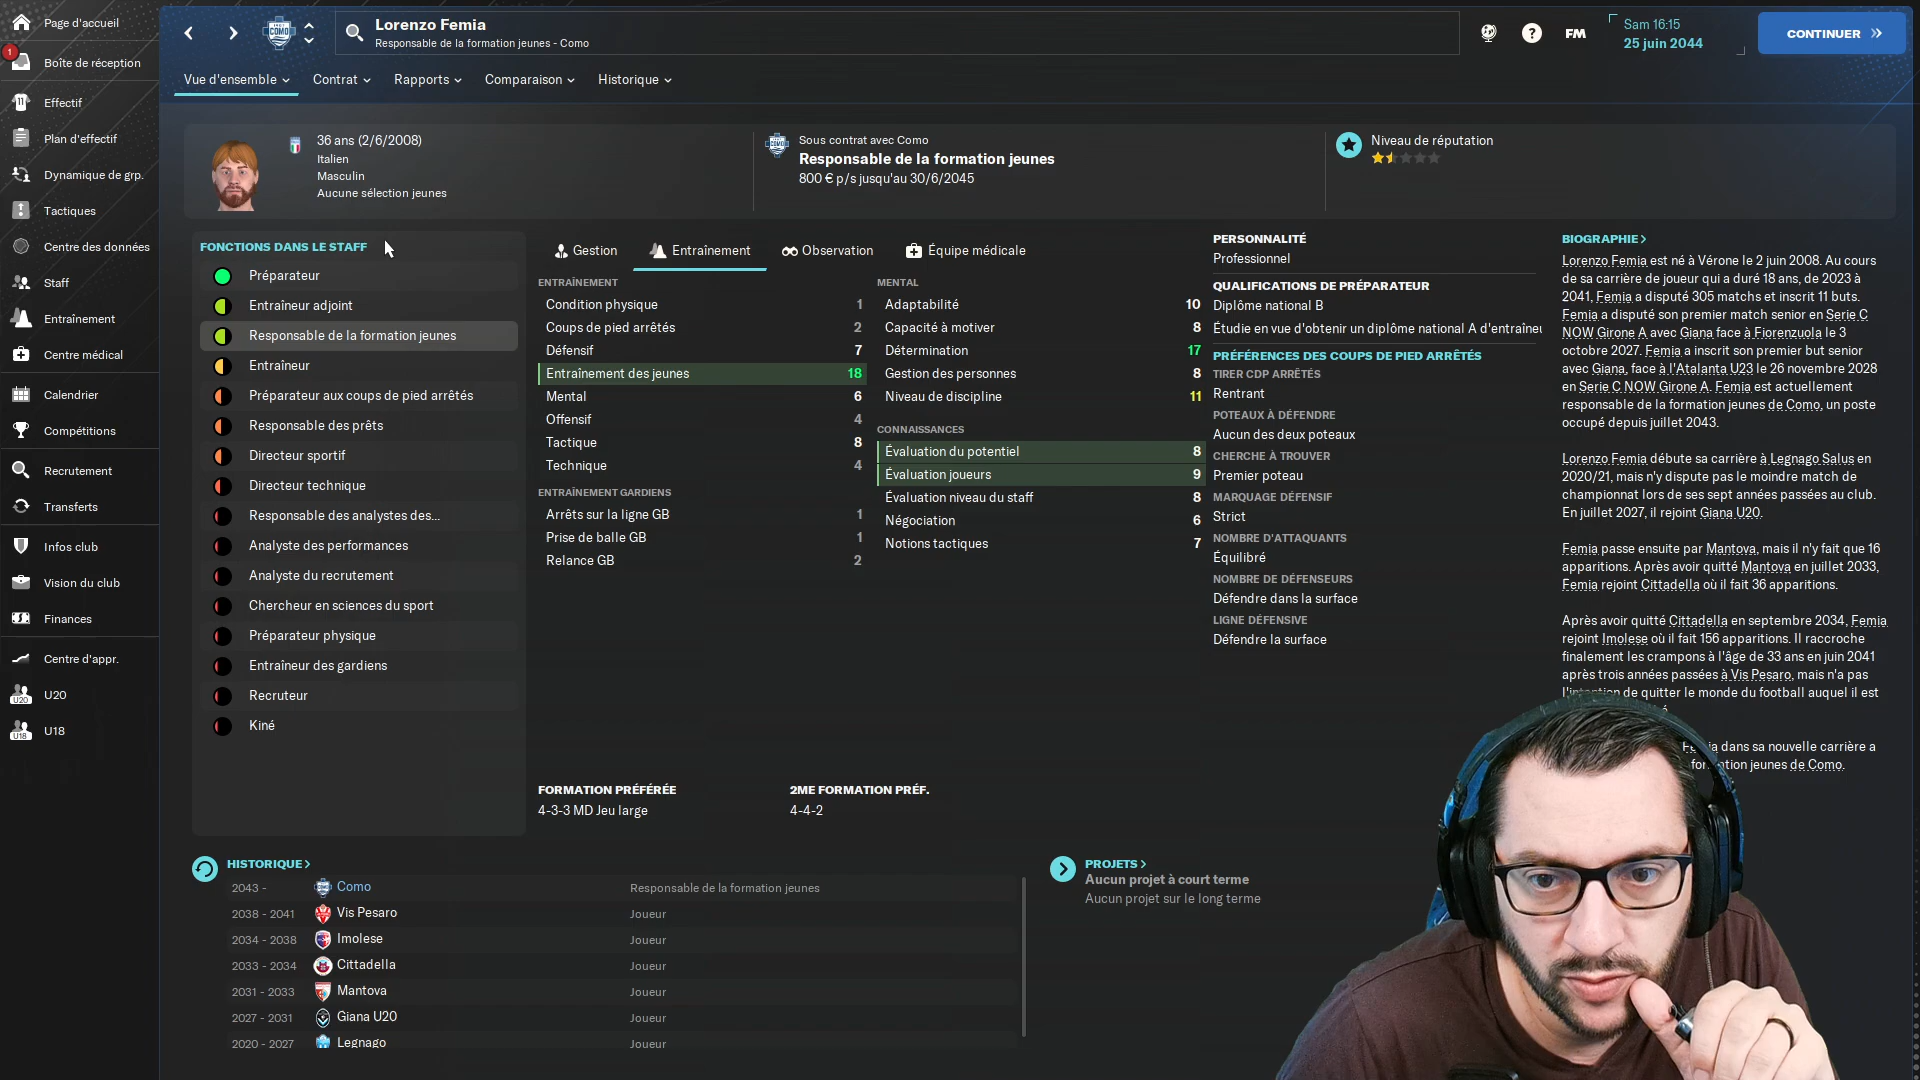 Page d'accueil
1
Boîte de réception
Effectif
Plan d'effectif
Dynamique de grp.
Tactiques
Centre des données
Staff
Entraînement
Centre médical
Calendrier
Compétitions
Recrutement
Transferts
Infos club
Vision du club
Finances
Centre d'appr.
U20
U20
U18
U18
COMO
Lorenzo Femia
Responsable de la formation jeunes - Como
FM
Sam 16:15
25 juin 2044
CONTINUER
Vue d'ensemble
Contrat
Rapports
Comparaison
Historique
36 ans (2/6/2008)
Italien
Masculin
Aucune sélection jeunes
Sous contrat avec Como
Responsable de la formation jeunes
800 € p/s jusqu'au 30/6/2045
Niveau de réputation
FONCTIONS DANS LE STAFF
Préparateur
Entraîneur adjoint
Responsable de la formation jeunes
Entraîneur
Préparateur aux coups de pied arrêtés
Responsable des prêts
Directeur sportif
Directeur technique
Responsable des analystes des...
Analyste des performances
Analyste du recrutement
Chercheur en sciences du sport
Préparateur physique
Entraîneur des gardiens
Recruteur
Kiné
Gestion
Entraînement
Observation
Équipe médicale
ENTRAÎNEMENT
Condition physique 1
Coups de pied arrêtés 2
Défensif 7
Entraînement des jeunes 18
Mental 6
Offensif 4
Tactique 8
Technique 4
ENTRAÎNEMENT GARDIENS
Arrêts sur la ligne GB 1
Prise de balle GB 1
Relance GB 2
MENTAL
Adaptabilité 10
Capacité à motiver 8
Détermination 17
Gestion des personnes 8
Niveau de discipline 11
CONNAISSANCES
Évaluation du potentiel 8
Évaluation joueurs 9
Évaluation niveau du staff 8
Négociation 6
Notions tactiques 7
FORMATION PRÉFÉRÉE
4-3-3 MD Jeu large
2ME FORMATION PRÉF.
4-4-2
PERSONNALITÉ
Professionnel
QUALIFICATIONS DE PRÉPARATEUR
Diplôme national B
Étudie en vue d'obtenir un diplôme national A d'entraîneu
PRÉFÉRENCES DES COUPS DE PIED ARRÊTÉS
TIRER CDP ARRÊTÉS
Rentrant
POTEAUX À DÉFENDRE
Aucun des deux poteaux
CHERCHE À TROUVER
Premier poteau
MARQUAGE DÉFENSIF
Strict
NOMBRE D'ATTAQUANTS
Équilibré
NOMBRE DE DÉFENSEURS
Défendre dans la surface
LIGNE DÉFENSIVE
Défendre la surface
BIOGRAPHIE
Lorenzo Femia est né à Vérone le 2 juin 2008. Au cours
de sa carrière de joueur qui a duré 18 ans, de 2023 à
2041, Femia a disputé 305 matchs et inscrit 11 buts.
Femia a disputé son premier match senior en Serie C
NOW Girone A avec Giana face à Fiorenzuola le 3
octobre 2027. Femia a inscrit son premier but senior
avec Giana, face à l'Atalanta U23 le 26 novembre 2028
en Serie C NOW Girone A. Femia est actuellement
responsable de la formation jeunes de Como, un poste
occupé depuis juillet 2043.
Lorenzo Femia débute sa carrière à Legnago Salus en
2020/21, mais n'y dispute pas le moindre match de
championnat lors de ses sept années passées au club.
En juillet 2027, il rejoint Giana U20.
Femia passe ensuite par Mantova, mais il n'y fait que 16
apparitions. Après avoir quitté Mantova en juillet 2033,
Femia rejoint Cittadella où il fait 36 apparitions.
Après avoir quitté Cittadella en septembre 2034, Femia
rejoint Imolese où il fait 156 apparitions. Il raccroche
finalement les crampons à l'âge de 33 ans en juin 2041
après trois années passées à Vis Pesaro, mais n'a pas
l'intention de quitter le monde du football auquel il est
Femia dans sa nouvelle carrière a
formation jeunes de Como.
HISTORIQUE
2043 - Como Responsable de la formation jeunes
2038 - 2041 Vis Pesaro Joueur
2034 - 2038 Imolese Joueur
2033 - 2034 Cittadella Joueur
2031 - 2033 Mantova Joueur
2027 - 2031 Giana U20 Joueur
2020 - 2027 Legnago Joueur
PROJETS
Aucun projet à court terme
Aucun projet sur le long terme